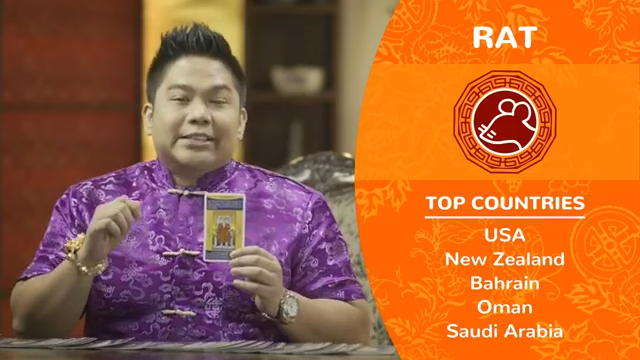 RAT
TOP COUNTRIES
USA
New Zealand
Bahrain
Oman
Saudi Arabia